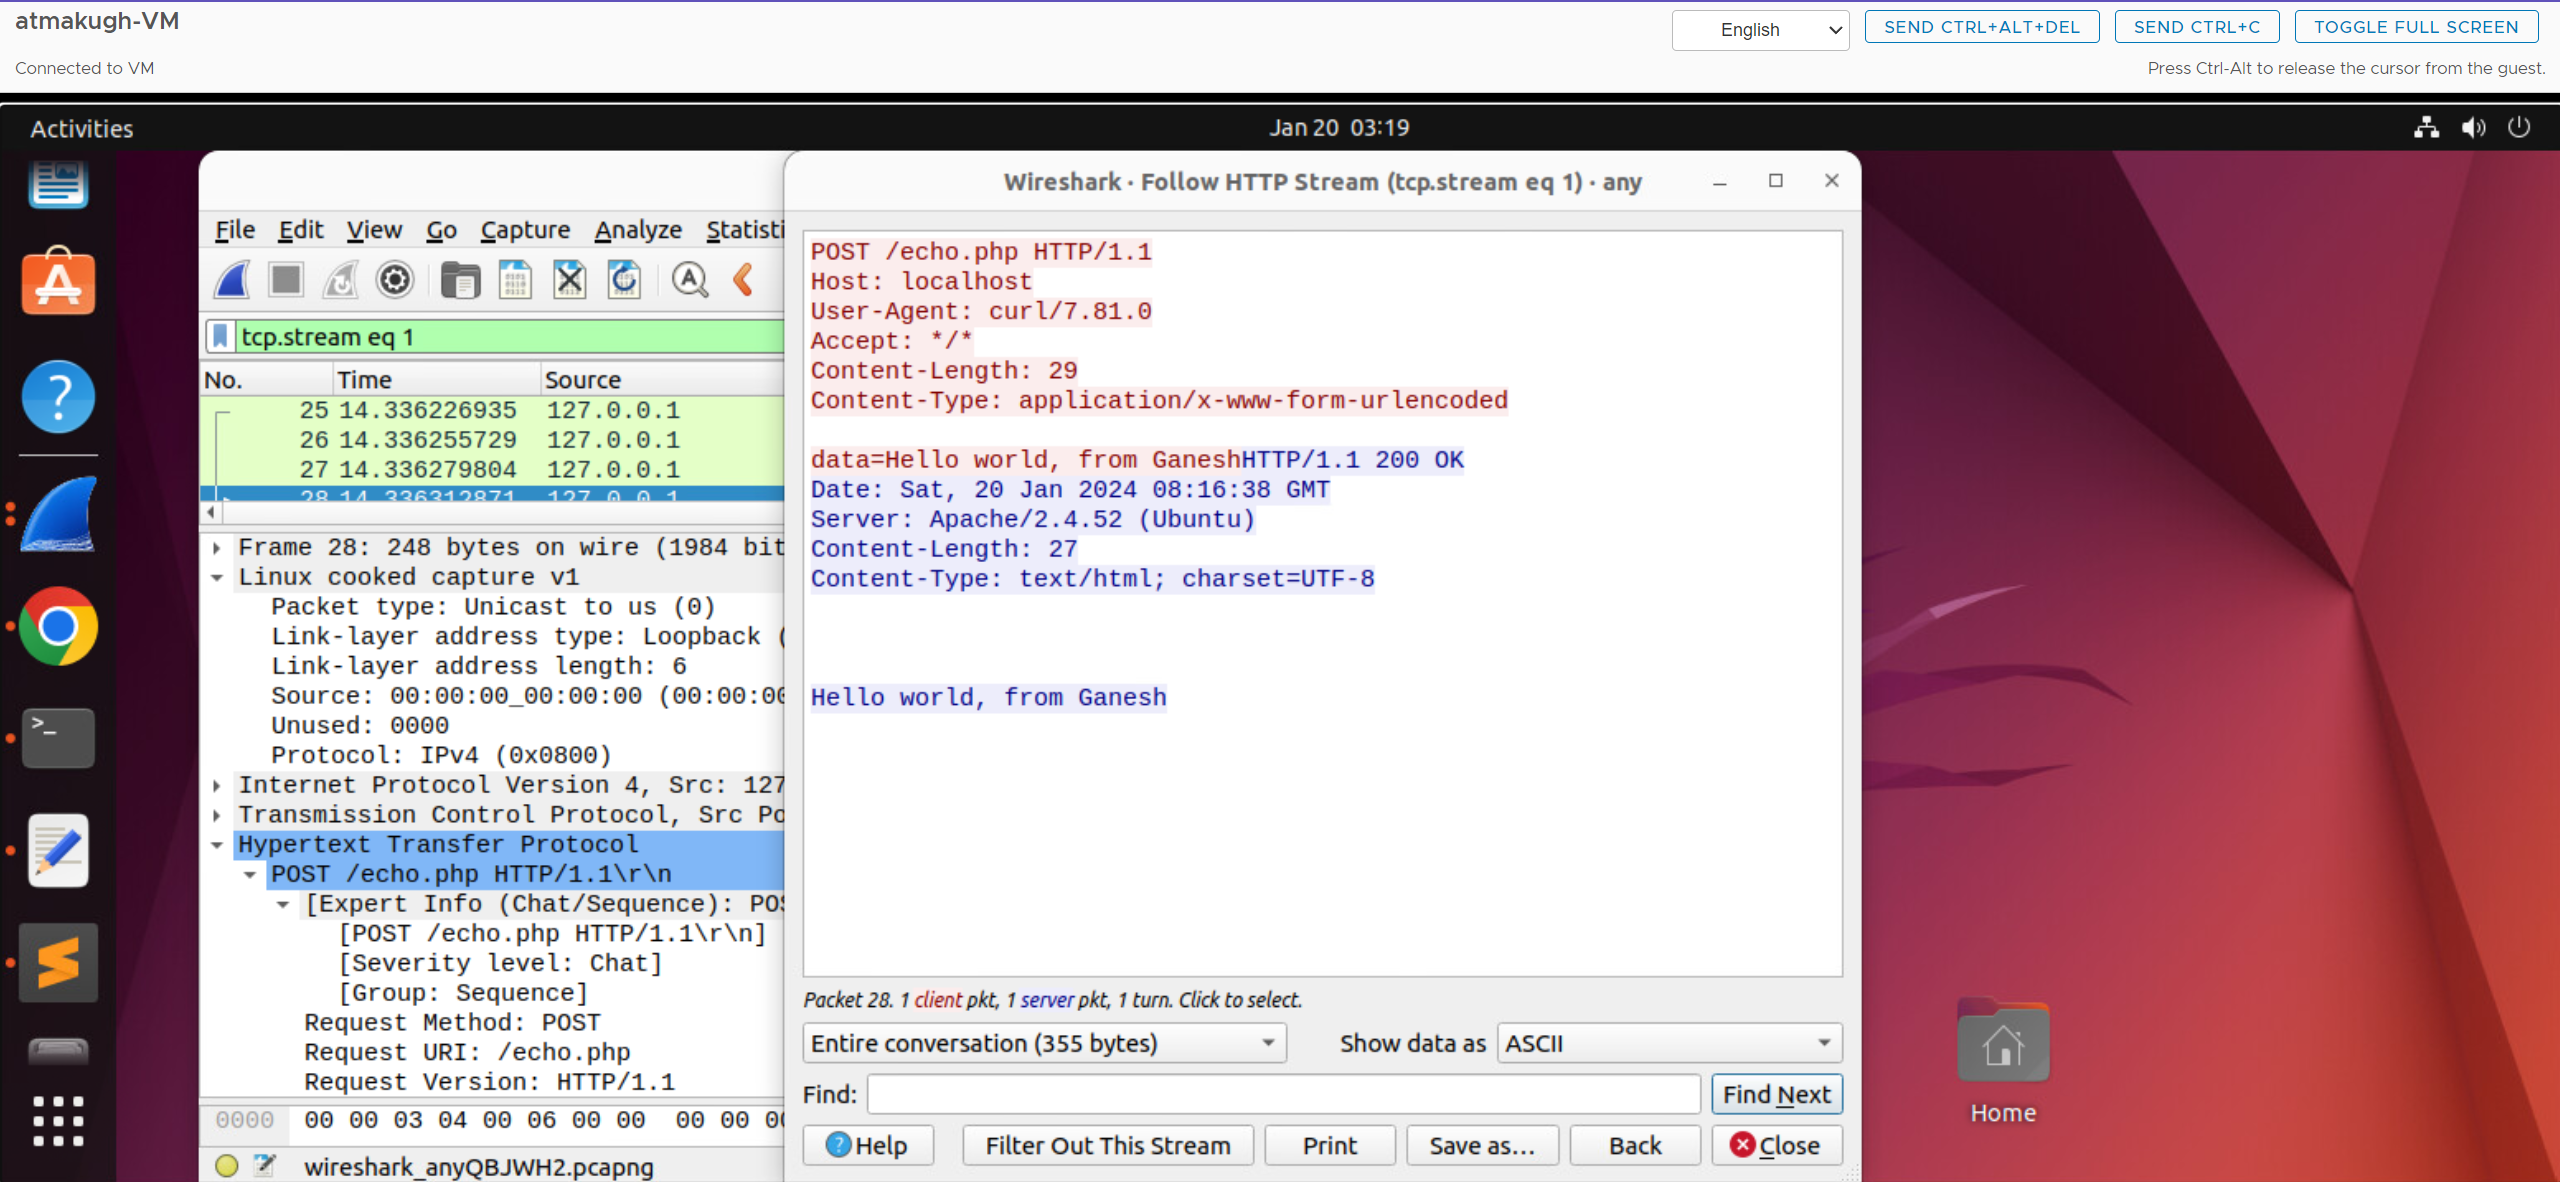 atmakugh-VM
English
SEND CTRL+ALT+DEL
SEND CTRL+C
TOGGLE FULL SCREEN
Connected to VM
Press Ctrl-Alt to release the cursor from the guest.
Activities
Jan 20 03:19
File Edit View Go Capture Analyze Statisti
tcp.stream eq 1
No. Time Source
25 14.336226935 127.0.0.1
26 14.336255729 127.0.0.1
27 14.336279804 127.0.0.1
28 14.336312871 127.0.0.1
Frame 28: 248 bytes on wire (1984 bit
Linux cooked capture v1
Packet type: Unicast to us (0)
Link-layer address type: Loopback (
Link-layer address length: 6
Source: 00:00:00_00:00:00 (00:00:00
Unused: 0000
Protocol: IPv4 (0x0800)
Internet Protocol Version 4, Src: 127
Transmission Control Protocol, Src Po
Hypertext Transfer Protocol
POST /echo.php HTTP/1.1\r\n
[Expert Info (Chat/Sequence): POS
[POST /echo.php HTTP/1.1\r\n]
[Severity level: Chat]
[Group: Sequence]
Request Method: POST
Request URI: /echo.php
Request Version: HTTP/1.1
0000 00 00 03 04 00 06 00 00 00 00 00
wireshark_anyQBJWH2.pcapng
Wireshark · Follow HTTP Stream (tcp.stream eq 1) · any
POST /echo.php HTTP/1.1
Host: localhost
User-Agent: curl/7.81.0
Accept: */*
Content-Length: 29
Content-Type: application/x-www-form-urlencoded
data=Hello world, from GaneshHTTP/1.1 200 OK
Date: Sat, 20 Jan 2024 08:16:38 GMT
Server: Apache/2.4.52 (Ubuntu)
Content-Length: 27
Content-Type: text/html; charset=UTF-8
Hello world, from Ganesh
Packet 28. 1 client pkt, 1 server pkt, 1 turn. Click to select.
Entire conversation (355 bytes)
Show data as ASCII
Find:
Find Next
Help
Filter Out This Stream
Print
Save as…
Back
Close
Home